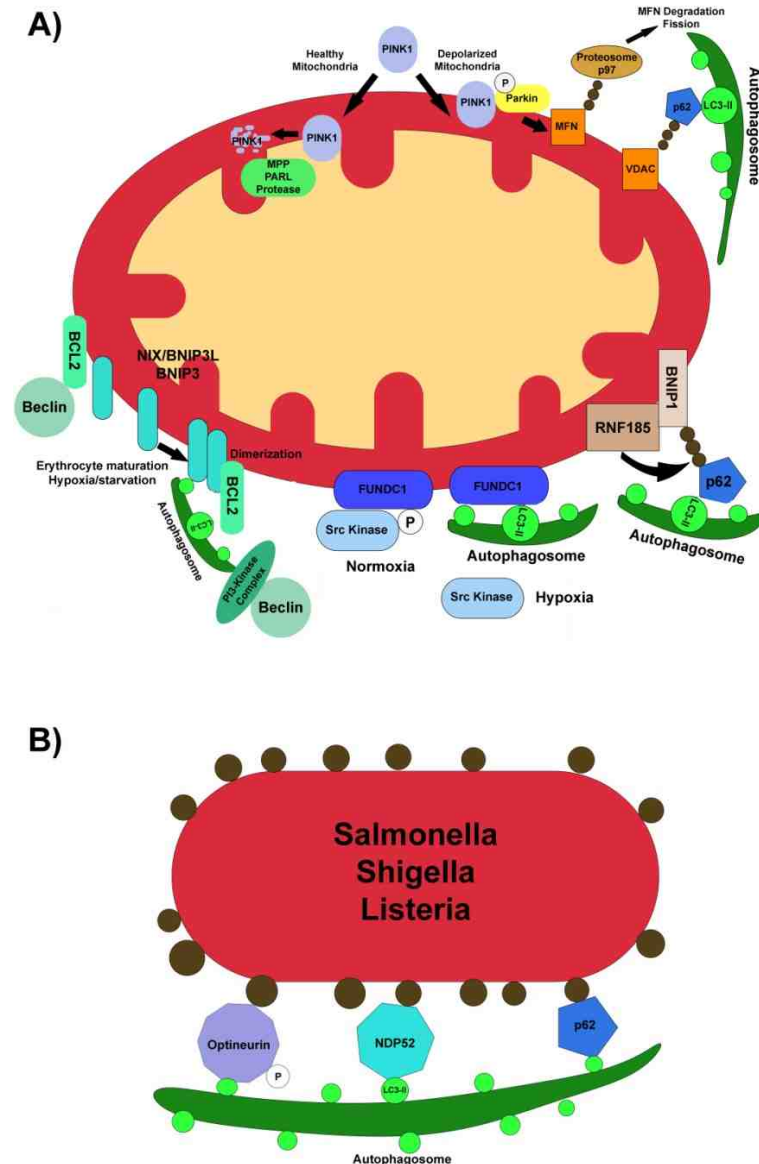 A)
Healthy
Mitochondria
PINK1
Depolarized
Mitochondria
MFN Degradation
Fission
Proteosome
p97
P
PINK1
Parkin
MFN
p62
LC3-II
Autophagosome
VDAC
PINK1
PINK1
MPP
PARL
Protease
BCL2
Beclin
NIX/BNIP3L
BNIP3
Erythrocyte maturation
Hypoxia/starvation
Dimerization
BCL2
LC3-II
Autophagosome
PI3-Kinase
Complex
Beclin
FUNDC1
Src Kinase
P
Normoxia
FUNDC1
LC3-II
Autophagosome
Src Kinase
Hypoxia
BNIP1
RNF185
p62
LC3-II
Autophagosome
B)
Salmonella
Shigella
Listeria
Optineurin
P
NDP52
LC3-II
p62
Autophagosome